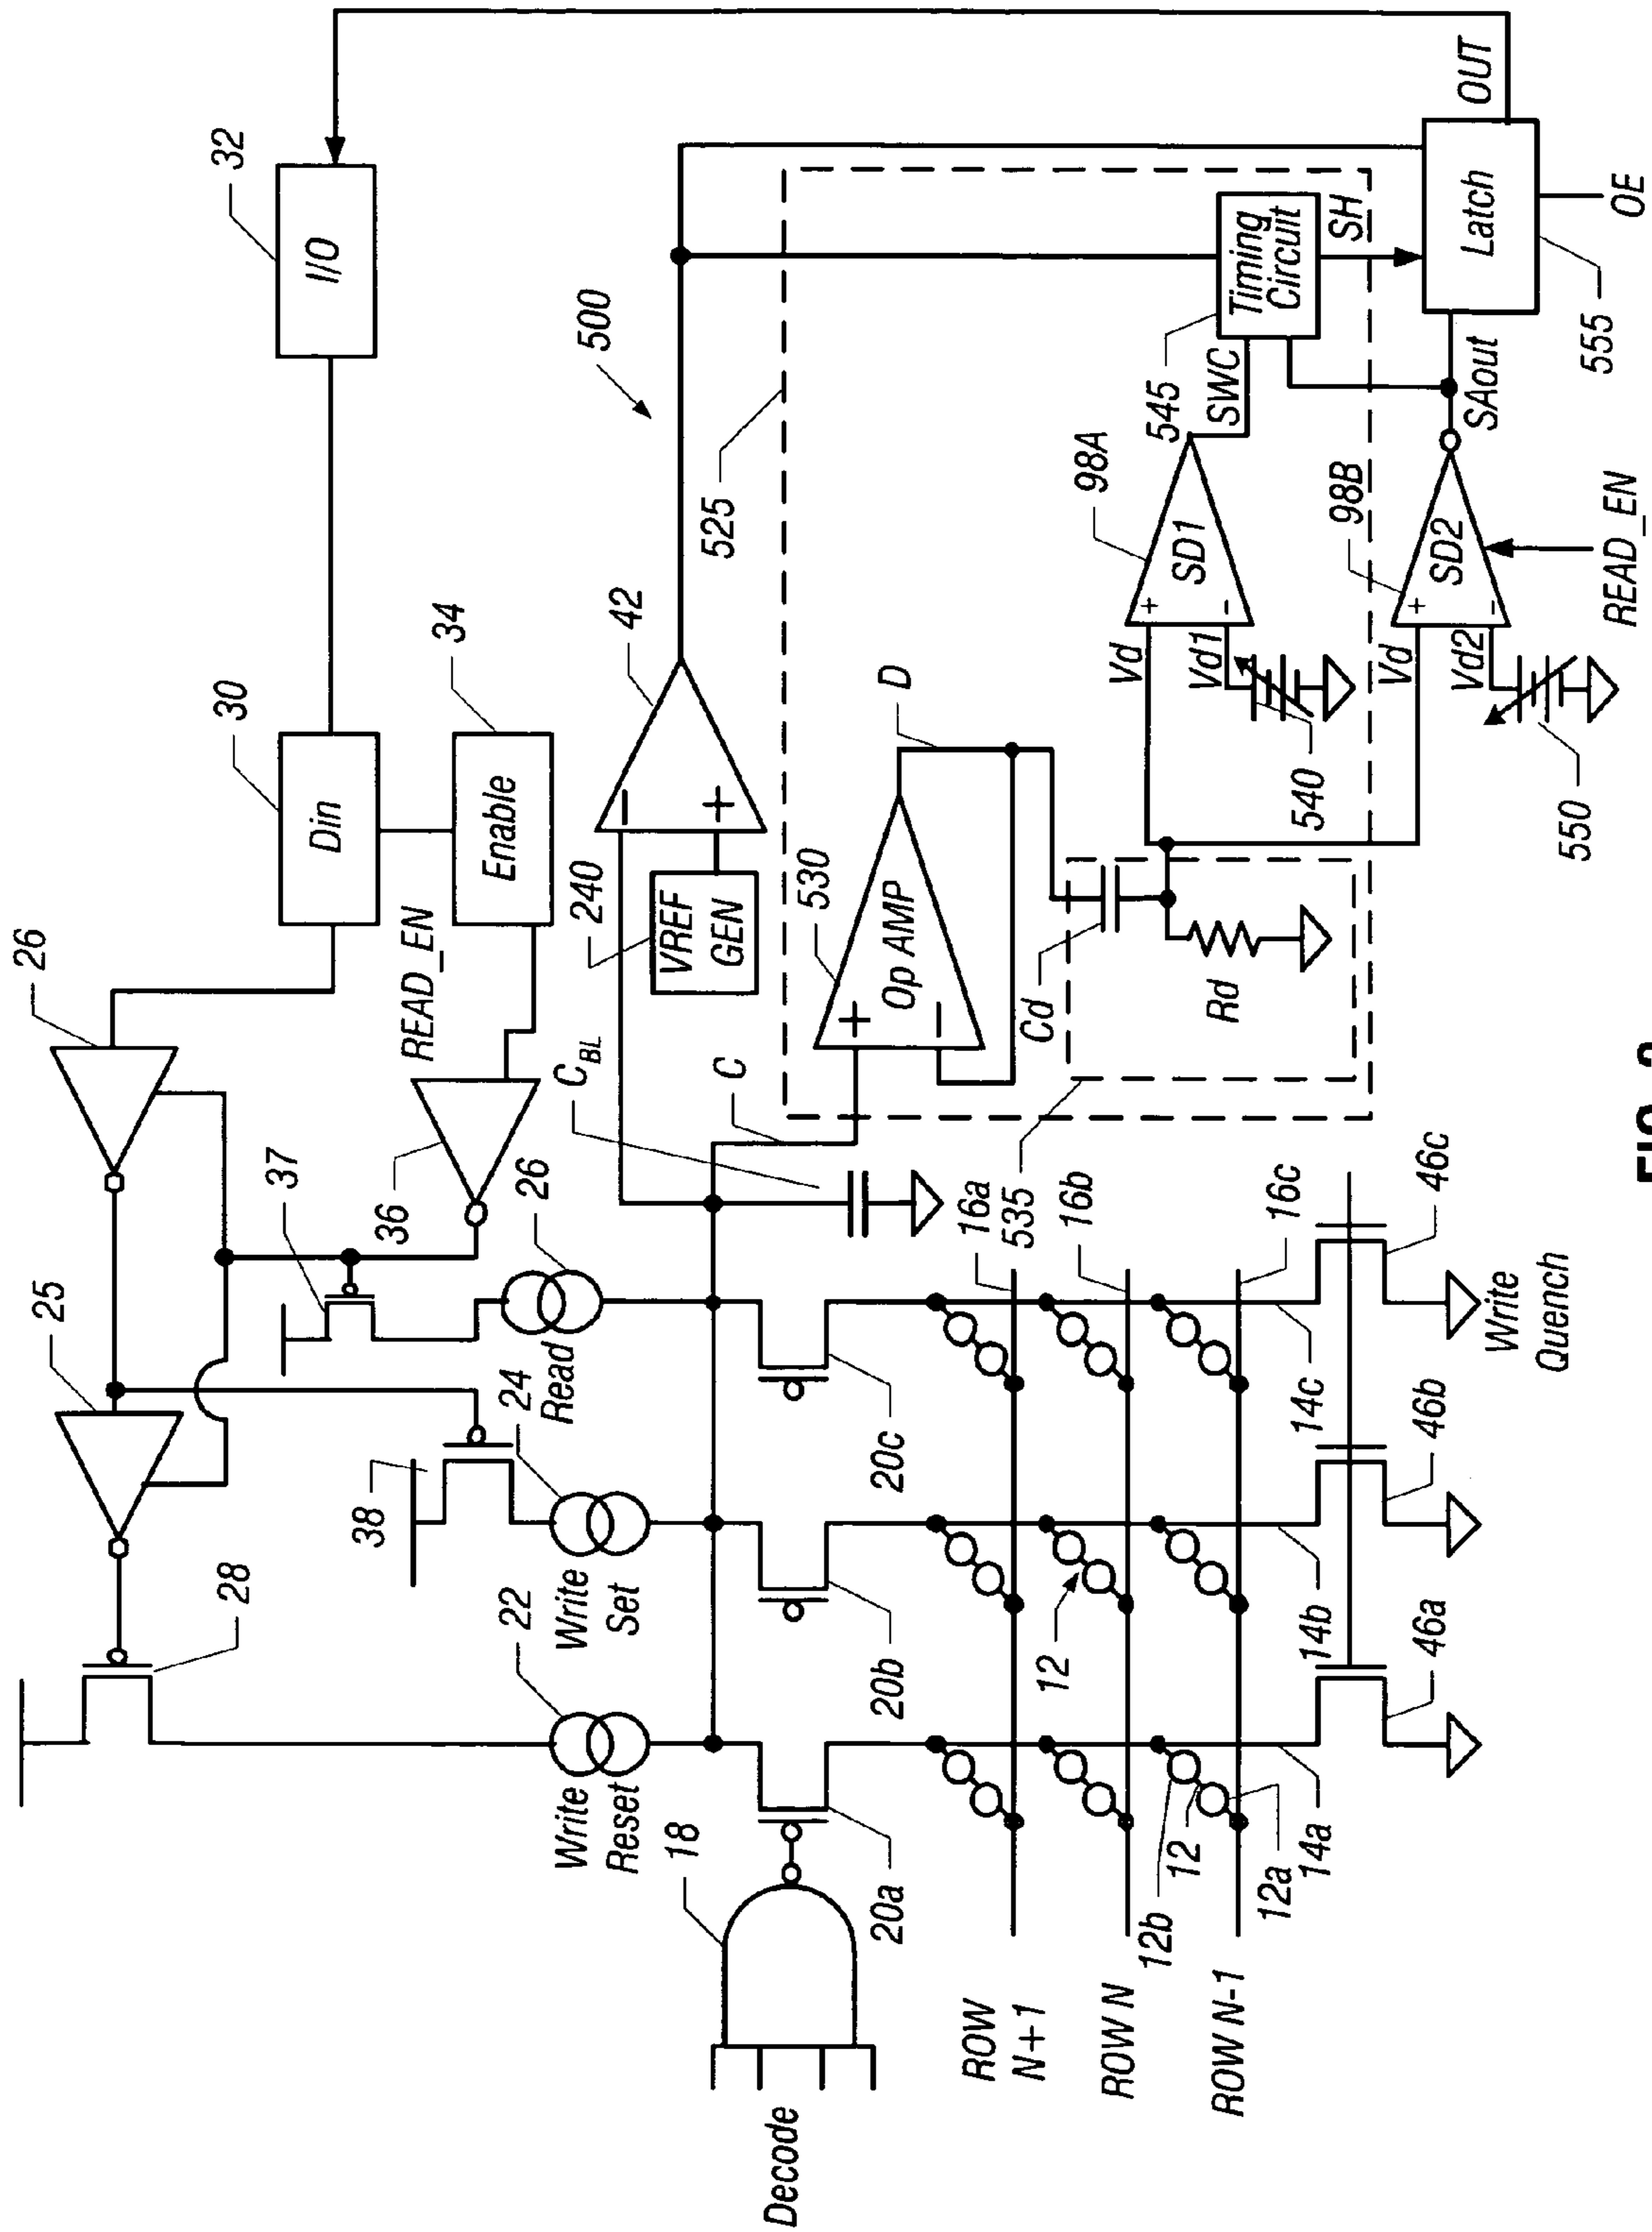 32
I/O
OUT
30
Din
34
Enable
26
READ_EN
25
37
36
28
38
24
Read
26
22
Write
Set
Write
Reset
18
Decode
20a
20b
20c
C BL
C
240
VREF
GEN
42
500
525
530
Op AMP
D
Cd
Rd
535
Vd
Vd1
540
SD1
98A
SWC
545
Timing
Circuit
SH
Vd
Vd2
550
SD2
98B
SAout
READ_EN
Latch
555
OE
ROW
N+1
ROW N
ROW N-1
16a
16b
16c
12
12b
12
12a
14a
14b
14c
46a
46b
46c
Write
Quench